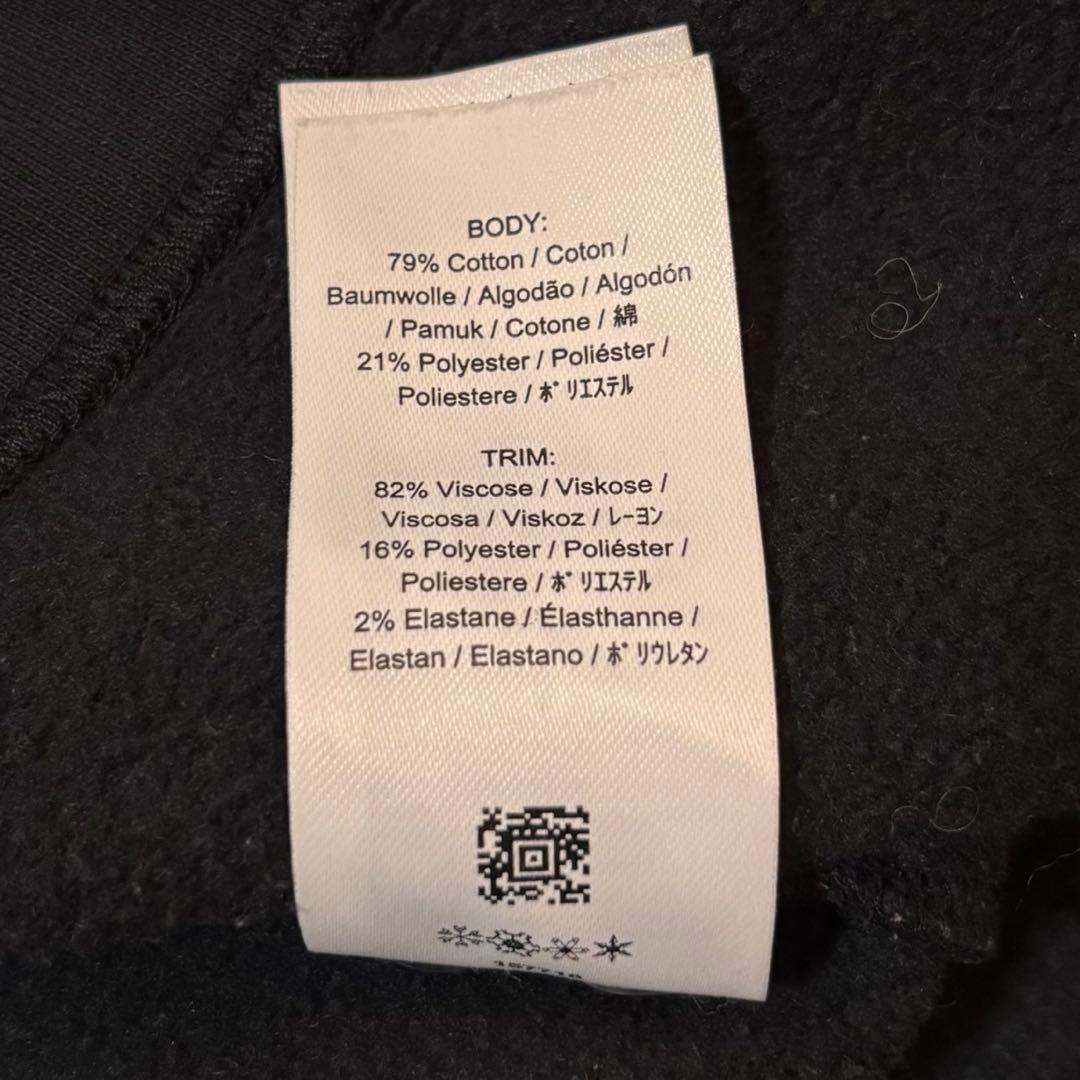 BODY:
79% Cotton / Coton /
Baumwolle / Algodão / Algodón
/ Pamuk / Cotone / 綿
21% Polyester / Poliéster /
Poliestere / ﾎﾟﾘｴｽﾃﾙ
TRIM:
82% Viscose / Viskose /
Viscosa / Viskoz / ﾚｰﾖﾝ
16% Polyester / Poliéster /
Poliestere / ﾎﾟﾘｴｽﾃﾙ
2% Elastane / Élasthanne /
Elastan / Elastano / ﾎﾟﾘｳﾚﾀﾝ